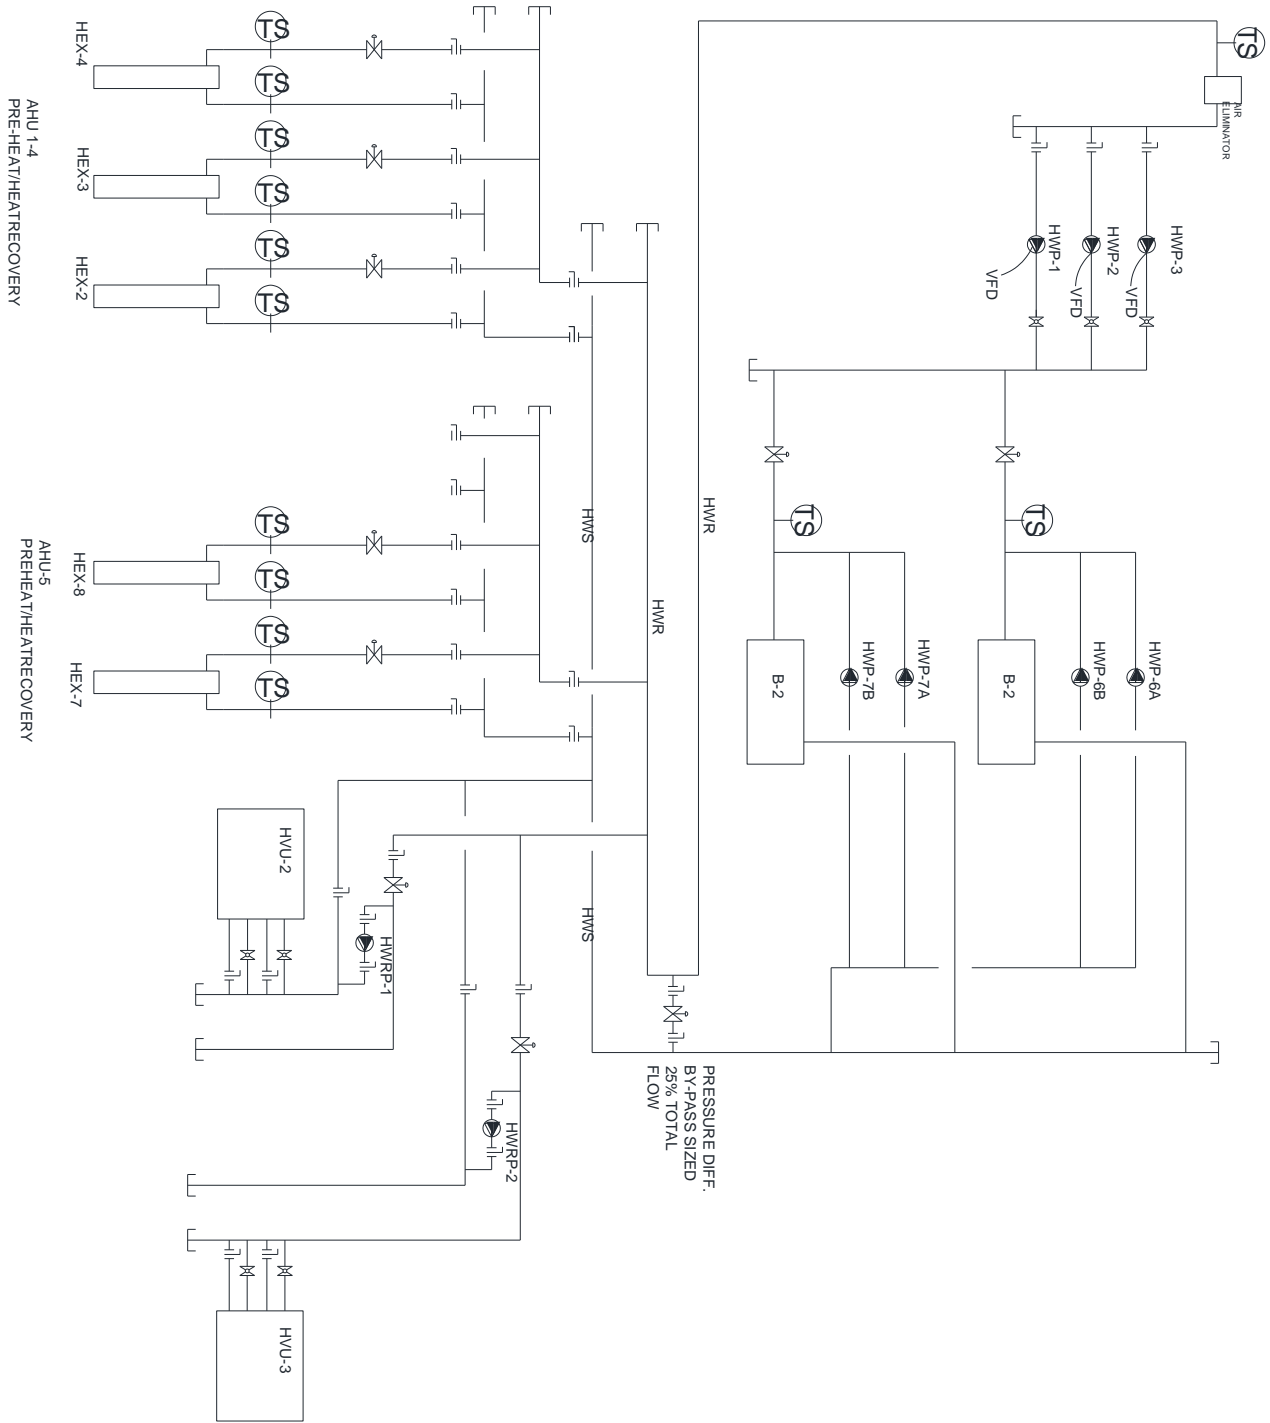 TS
AIR
ELIMINATOR
HWP-1
HWP-2
HWP-3
VFD
VFD
VFD
TS
TS
HWR
HWS
HWR
B-2
HWP-7B
HWP-7A
B-2
HWP-6B
HWP-6A
HEX-4
TS
TS
HEX-3
TS
TS
HEX-2
TS
TS
AHU 1-4
PRE-HEAT/HEATRECOVERY
HEX-8
TS
TS
HEX-7
TS
TS
AHU-5
PREHEAT/HEATRECOVERY
HVU-2
HWRP-1
HWS
PRESSURE DIFF.
BY-PASS SIZED
25% TOTAL
FLOW
HWRP-2
HVU-3